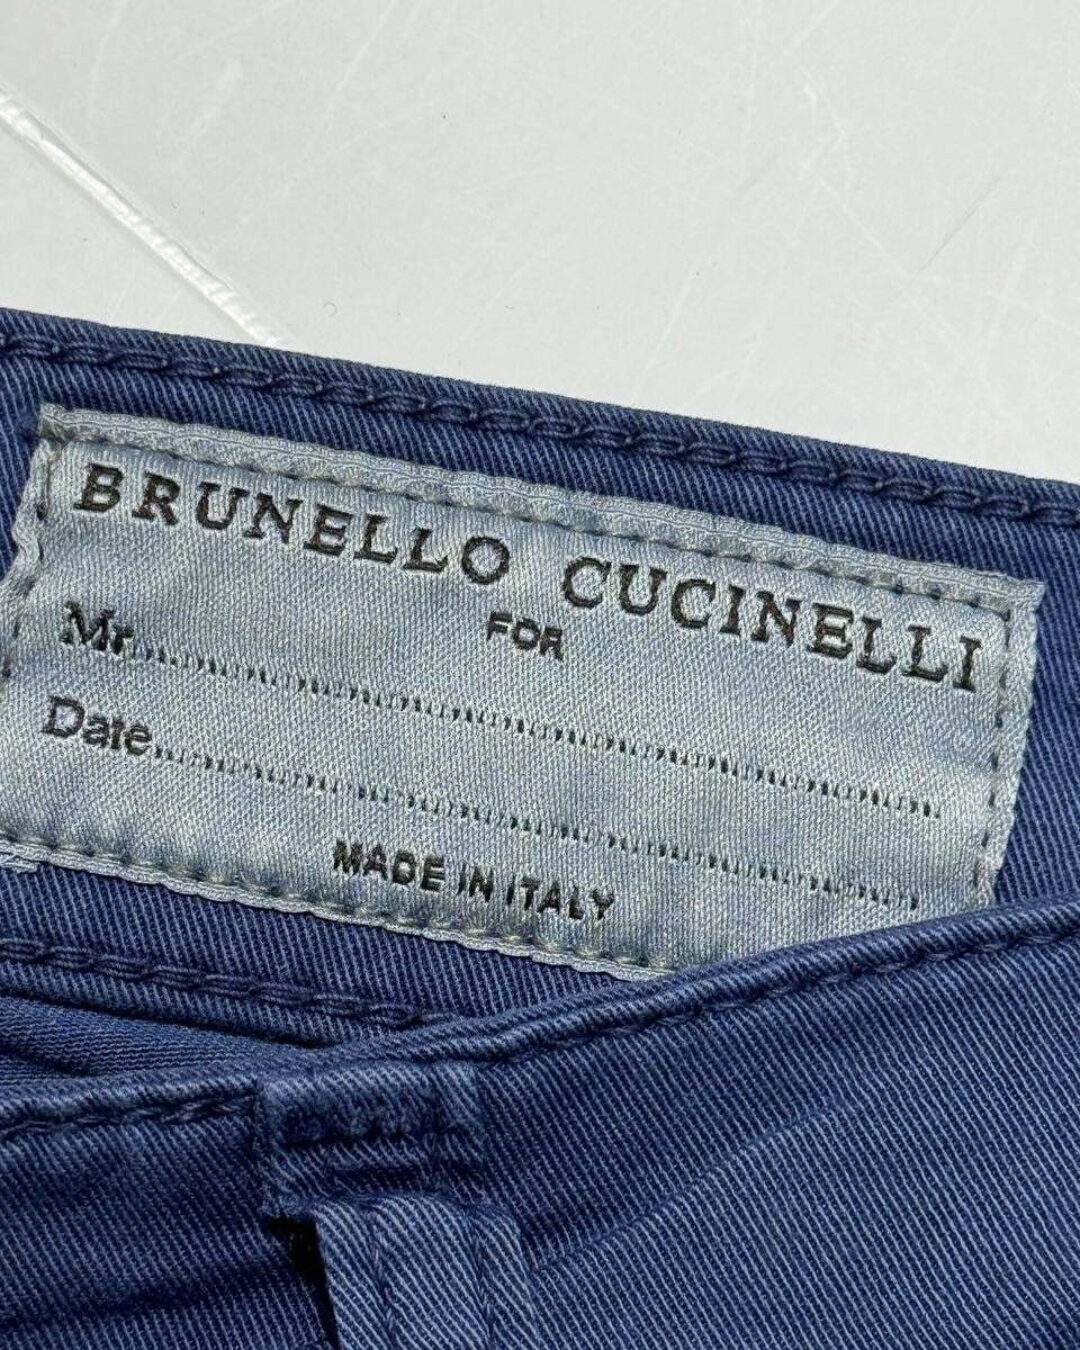 BRUNELLO CUCINELLI
FOR
Mr..........................................................................
Date.......................................................................
MADE IN ITALY